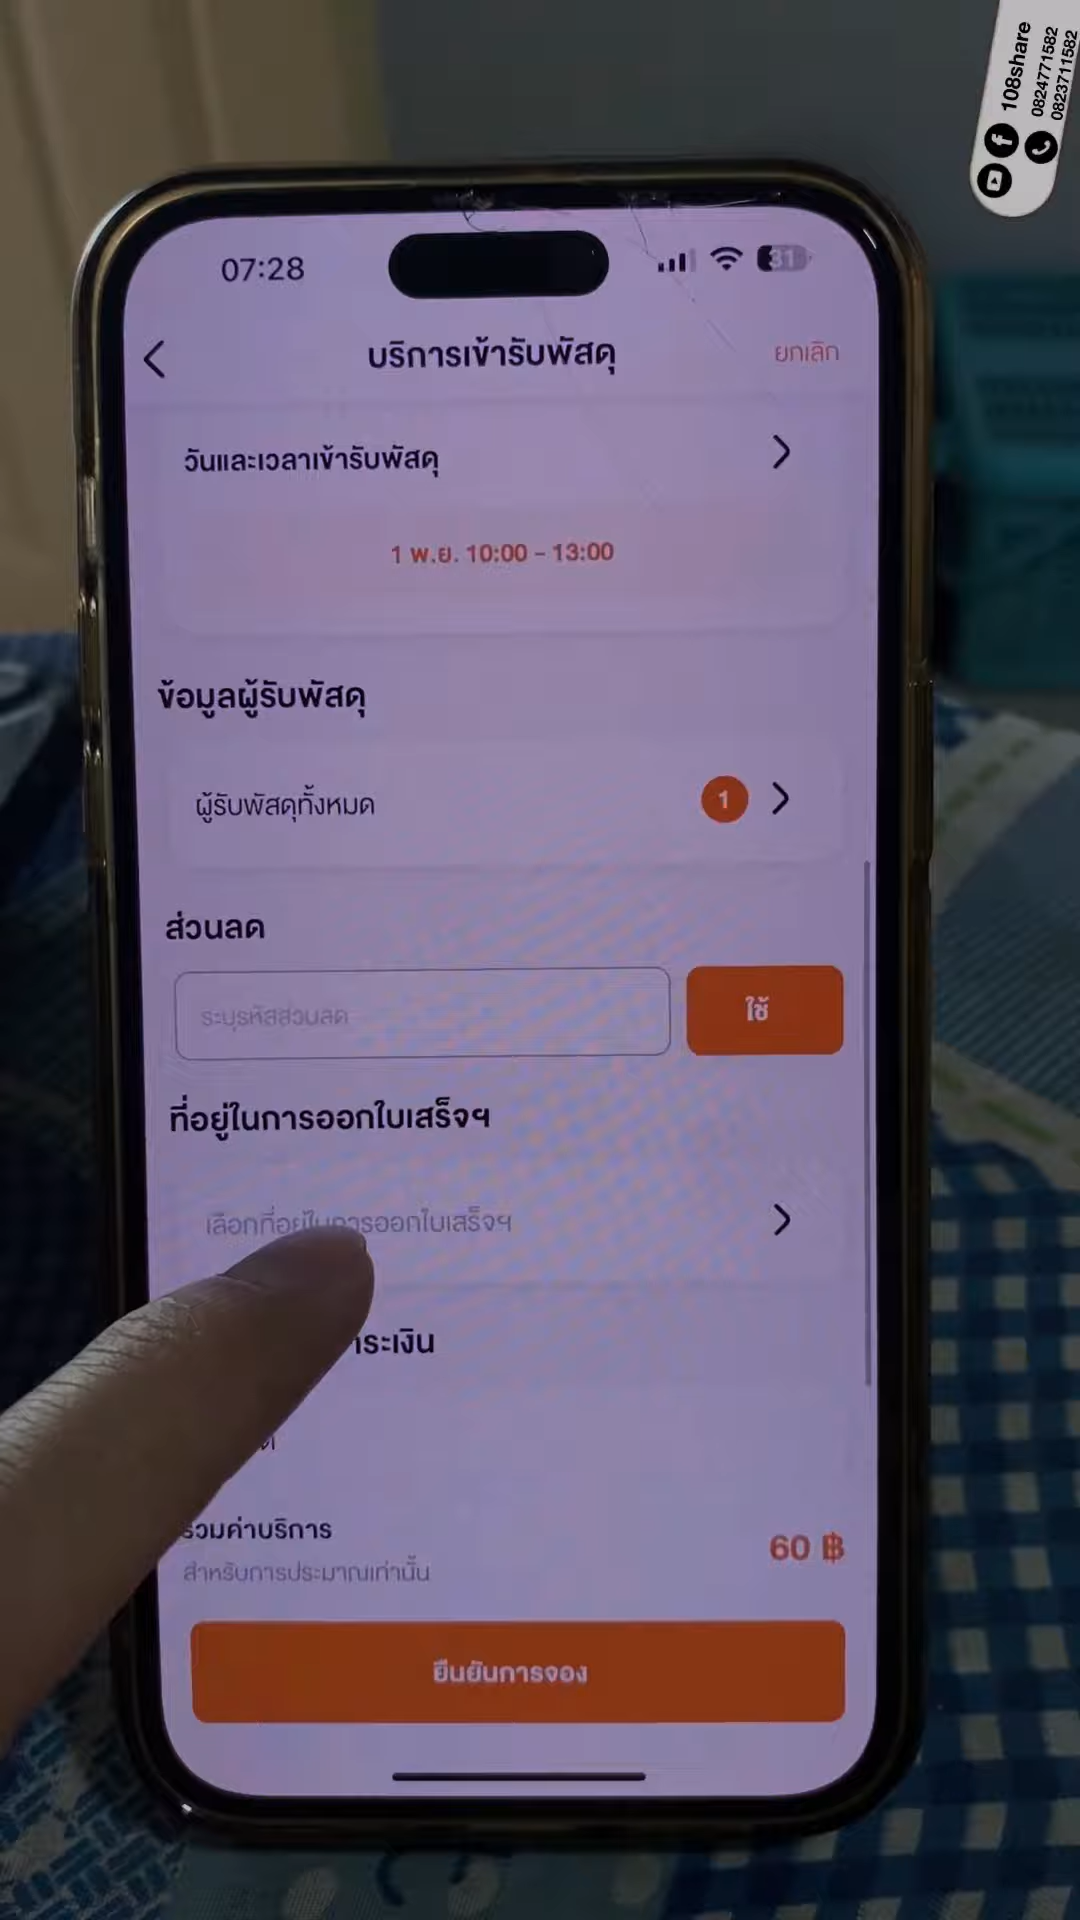 108share
0824771582
0823711582
07:28
31
บริการเข้ารับพัสดุ
ยกเลิก
วันและเวลาเข้ารับพัสดุ
1 พ.ย. 10:00 - 13:00
ข้อมูลผู้รับพัสดุ
ผู้รับพัสดุทั้งหมด
1
ส่วนลด
ระบุรหัสส่วนลด
ใช้
ที่อยู่ในการออกใบเสร็จฯ
เลือกที่อยู่ในการออกใบเสร็จฯ
ระเงิน
รวมค่าบริการ
60 ฿
สำหรับการประมาณเท่านั้น
ยืนยันการจอง